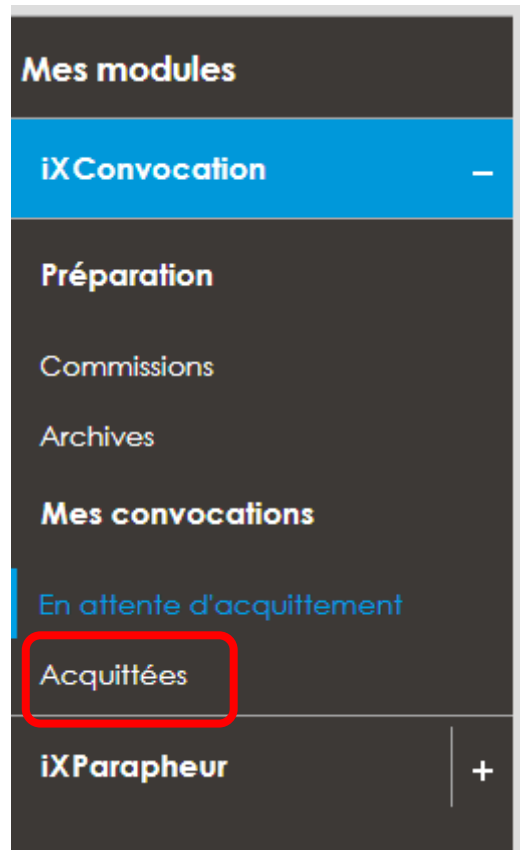 Mes modules
iXConvocation –
Préparation
Commissions
Archives
Mes convocations
En attente d'acquittement
Acquittées
iXParapheur +